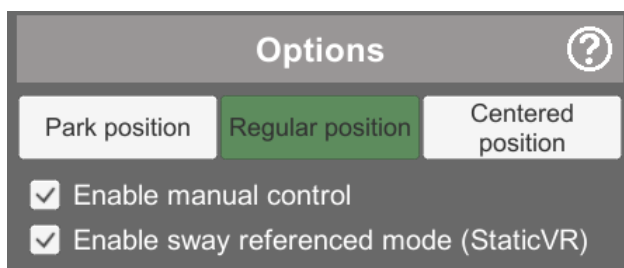 Options
Park position Regular position Centered
position
Enable manual control
Enable sway referenced mode (StaticVR)